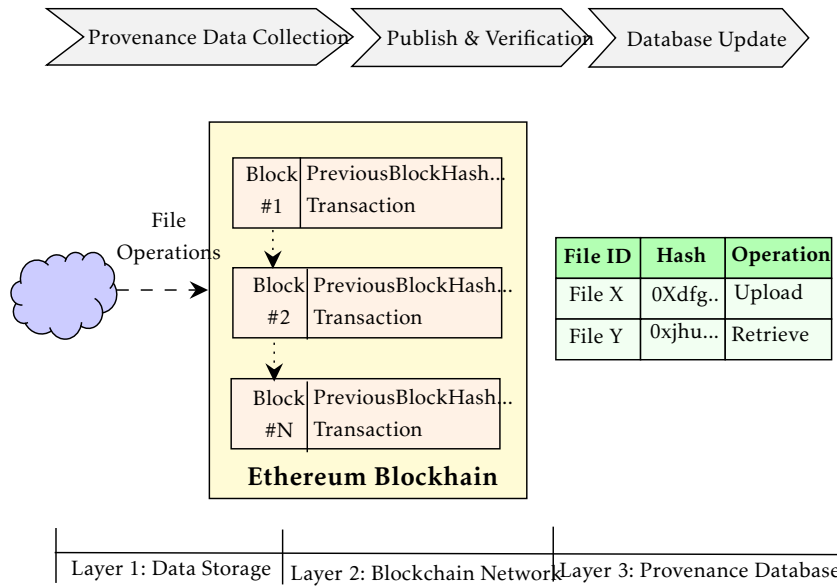 Provenance Data Collection
Publish & Verification
Database Update
File
Operations
Block
#1
PreviousBlockHash...
Transaction
Block
#2
PreviousBlockHash...
Transaction
Block
#N
PreviousBlockHash...
Transaction
Ethereum Blockhain
File ID Hash Operation
File X 0Xdfg.. Upload
File Y 0xjhu... Retrieve
Layer 1: Data Storage
Layer 2: Blockchain Network
Layer 3: Provenance Database